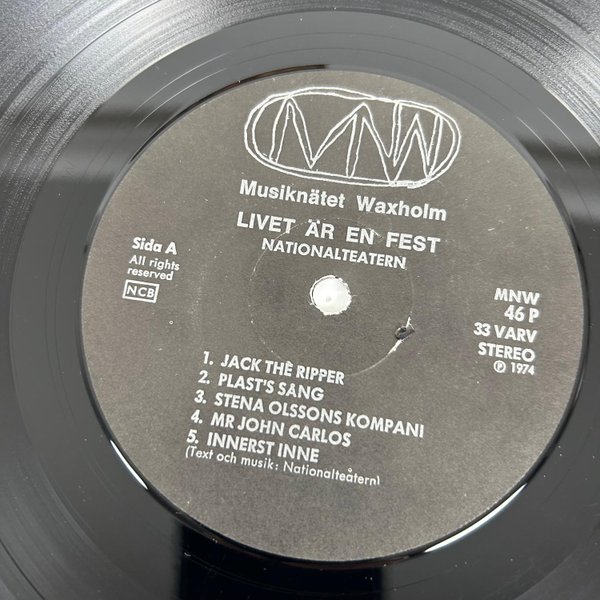 MNW
Musiknätet Waxholm
LIVET ÄR EN FEST
NATIONALTEATERN
Sida A
All rights
reserved
NCB
MNW
46 P
33 VARV
STEREO
℗ 1974
1. JACK THE RIPPER
2. PLAST'S SÅNG
3. STENA OLSSONS KOMPANI
4. MR JOHN CARLOS
5. INNERST INNE
(Text och musik: Nationalteatern)